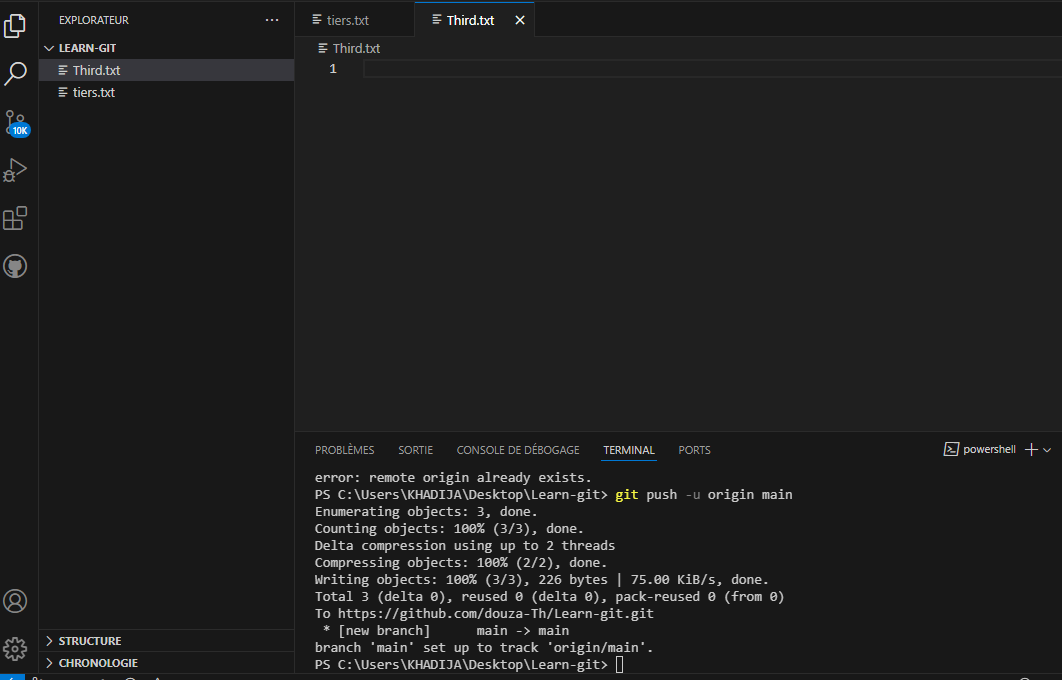 EXPLORATEUR
LEARN-GIT
Third.txt
tiers.txt
10K
STRUCTURE
CHRONOLOGIE
tiers.txt
Third.txt
Third.txt
1
PROBLÈMES SORTIE CONSOLE DE DÉBOGAGE TERMINAL PORTS
powershell
error: remote origin already exists.
PS C:\Users\KHADIJA\Desktop\Learn-git> git push -u origin main
Enumerating objects: 3, done.
Counting objects: 100% (3/3), done.
Delta compression using up to 2 threads
Compressing objects: 100% (2/2), done.
Writing objects: 100% (3/3), 226 bytes | 75.00 KiB/s, done.
Total 3 (delta 0), reused 0 (delta 0), pack-reused 0 (from 0)
To https://github.com/douza-Th/Learn-git.git
 * [new branch]      main -> main
branch 'main' set up to track 'origin/main'.
PS C:\Users\KHADIJA\Desktop\Learn-git>